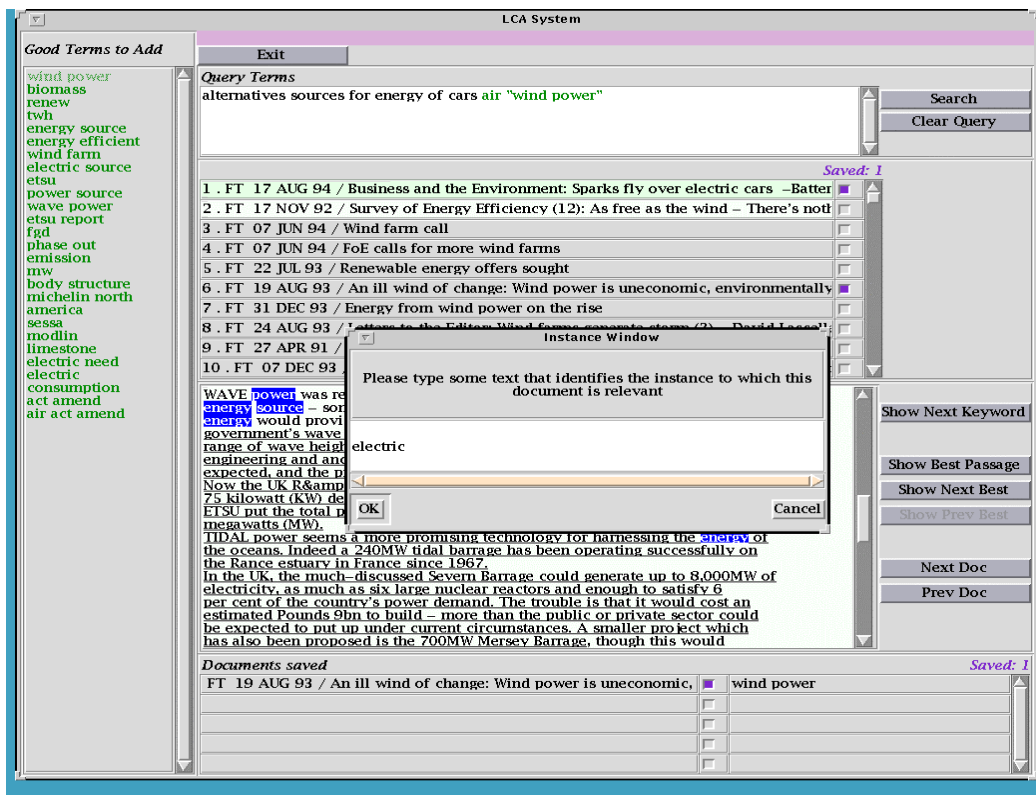 LCA System
Good Terms to Add
wind power
biomass
renew
twh
energy source
energy efficient
wind farm
electric source
etsu
power source
wave power
etsu report
fgd
phase out
emission
mw
body structure
michelin north
america
sessa
modlin
limestone
electric need
electric
consumption
act amend
air act amend
Exit
Query Terms
alternatives sources for energy of cars air "wind power"
Search
Clear Query
Saved: 1
1 . FT 17 AUG 94 / Business and the Environment: Sparks fly over electric cars –Batter
2 . FT 17 NOV 92 / Survey of Energy Efficiency (12): As free as the wind – There's noth
3 . FT 07 JUN 94 / Wind farm call
4 . FT 07 JUN 94 / FoE calls for more wind farms
5 . FT 22 JUL 93 / Renewable energy offers sought
6 . FT 19 AUG 93 / An ill wind of change: Wind power is uneconomic, environmentally
7 . FT 31 DEC 93 / Energy from wind power on the rise
8 . FT 24 AUG 93 / Letters to the Editor: Wind farms generate storm (2) – David
9 . FT 27 APR 91 /
10 . FT 07 DEC 93
Instance Window
Please type some text that identifies the instance to which this
document is relevant
electric
OK
Cancel
WAVE power was re
energy source – son
energy would provi
government's wave
range of wave heigh
engineering and anc
expected, and the p
Now the UK R&amp
75 kilowatt (KW) de
ETSU put the total p
megawatts (MW).
TIDAL power seems a more promising technology for harnessing the energy of
the oceans. Indeed a 240MW tidal barrage has been operating successfully on
the Rance estuary in France since 1967.
In the UK, the much–discussed Severn Barrage could generate up to 8,000MW of
electricity, as much as six large nuclear reactors and enough to satisfy 6
per cent of the country's power demand. The trouble is that it would cost an
estimated Pounds 9bn to build – more than the public or private sector could
be expected to put up under current circumstances. A smaller project which
has also been proposed is the 700MW Mersey Barrage, though this would
Show Next Keyword
Show Best Passage
Show Next Best
Show Prev Best
Next Doc
Prev Doc
Documents saved
Saved: 1
FT 19 AUG 93 / An ill wind of change: Wind power is uneconomic,
wind power